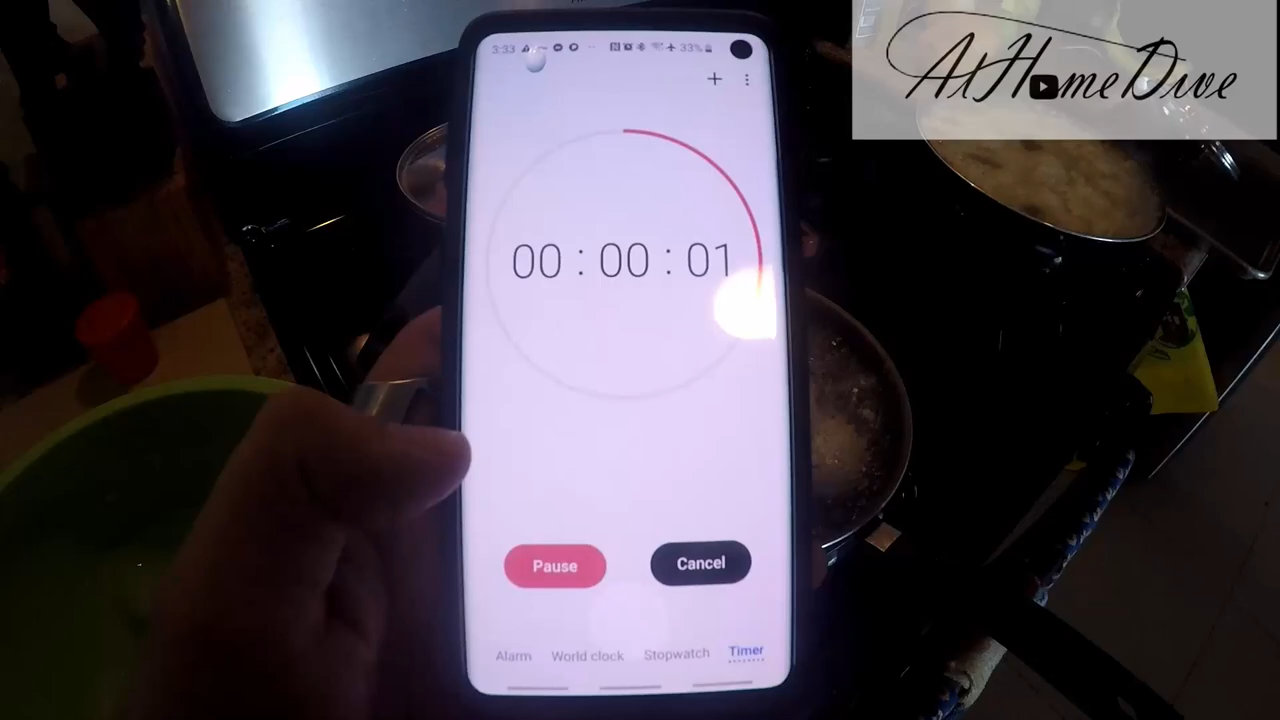 AtHomeDive
3:33 33%
00 : 00 : 01
Pause Cancel
Alarm World clock Stopwatch Timer